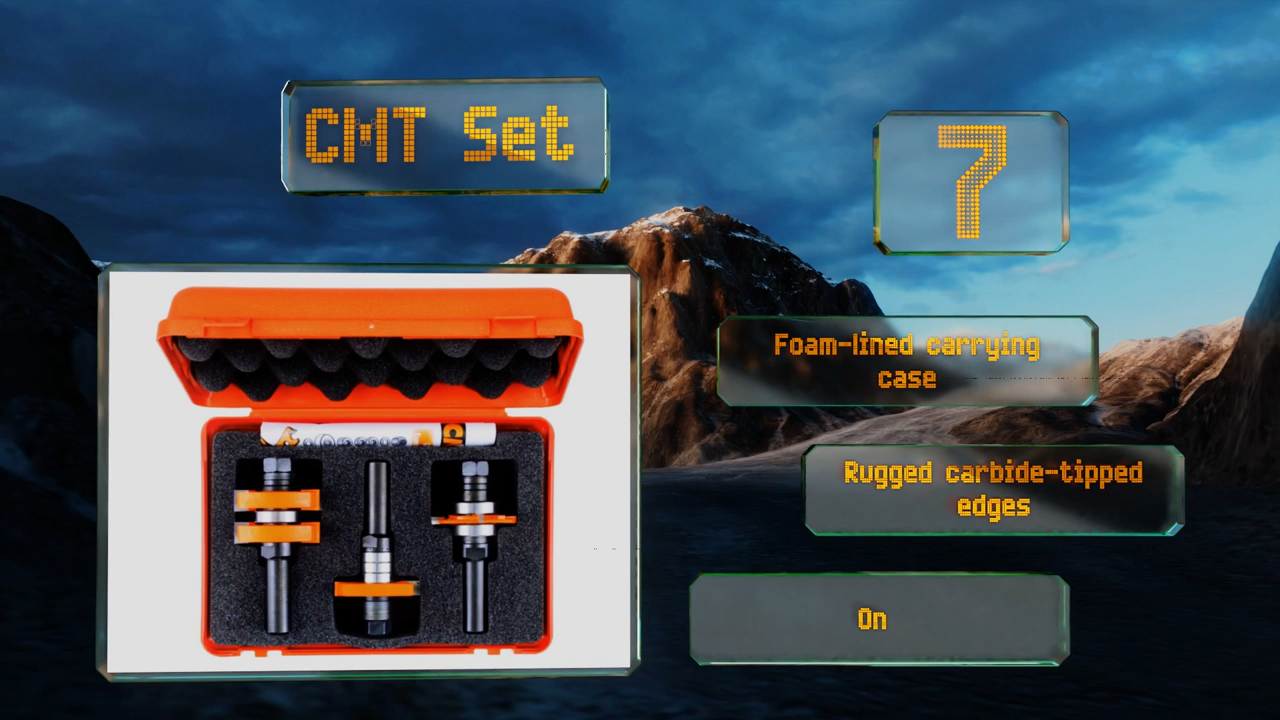 CMT Set
7
Foam-lined carrying
case
Rugged carbide-tipped
edges
On